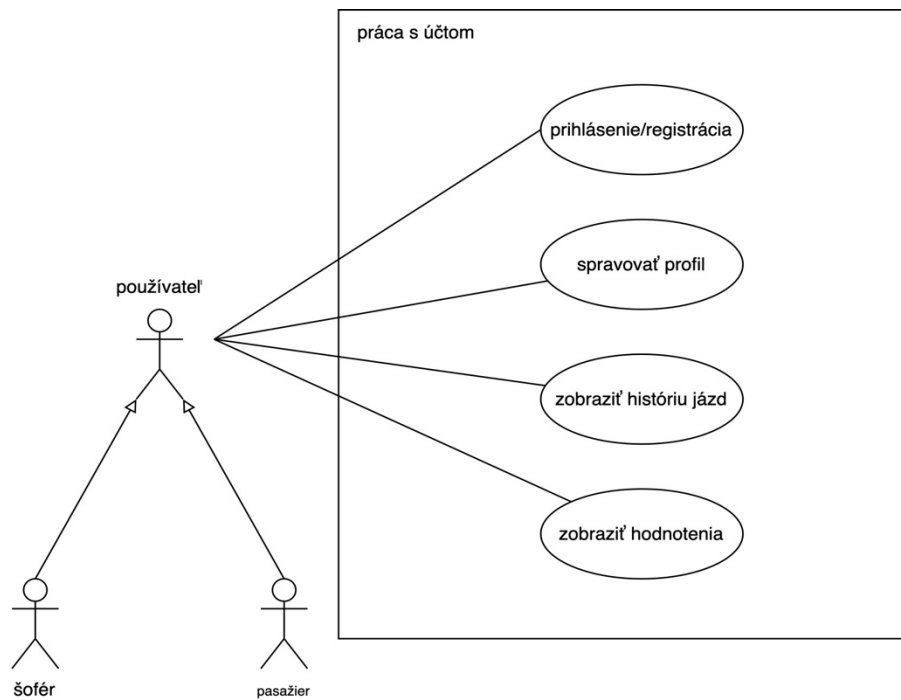 práca s účtom
prihlásenie/registrácia
spravovať profil
používateľ
zobraziť históriu jázd
zobraziť hodnotenia
šofér
pasažier